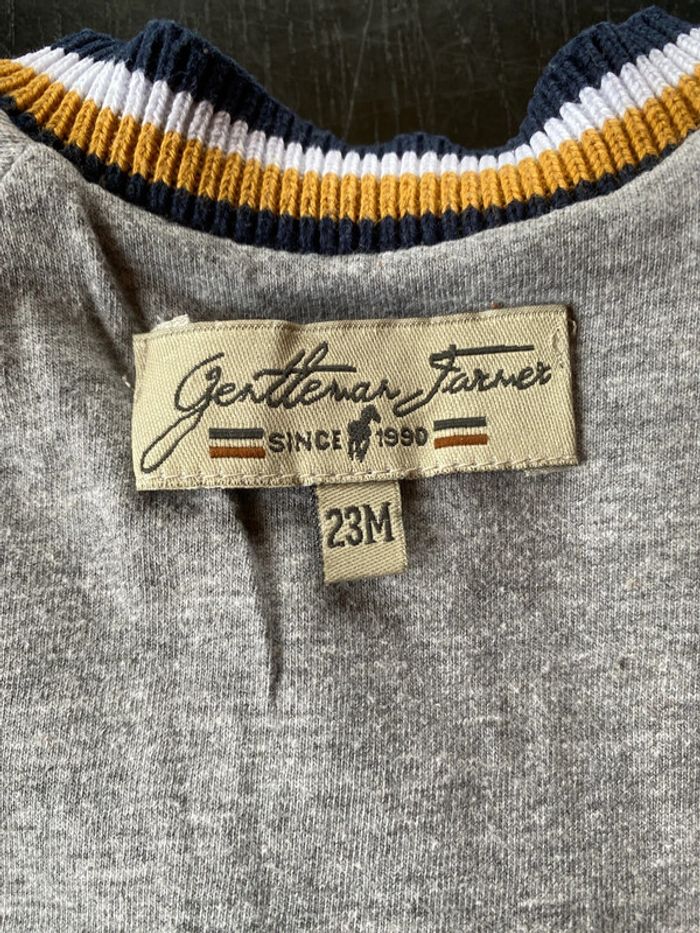 Gentleman Farmer
SINCE 1990
23M